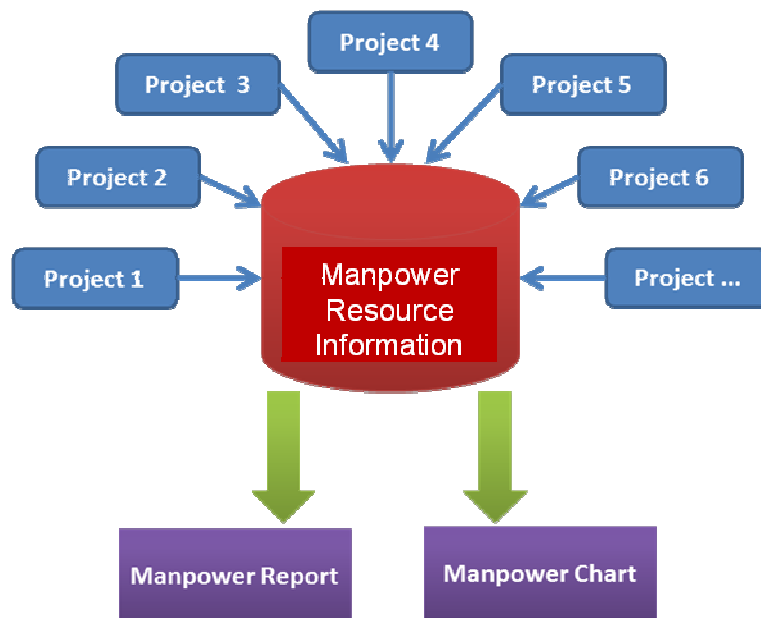 Project 4
Project 3
Project 5
Project 2
Project 6
Project 1
Project ...
Manpower
Resource
Information
Manpower Report
Manpower Chart